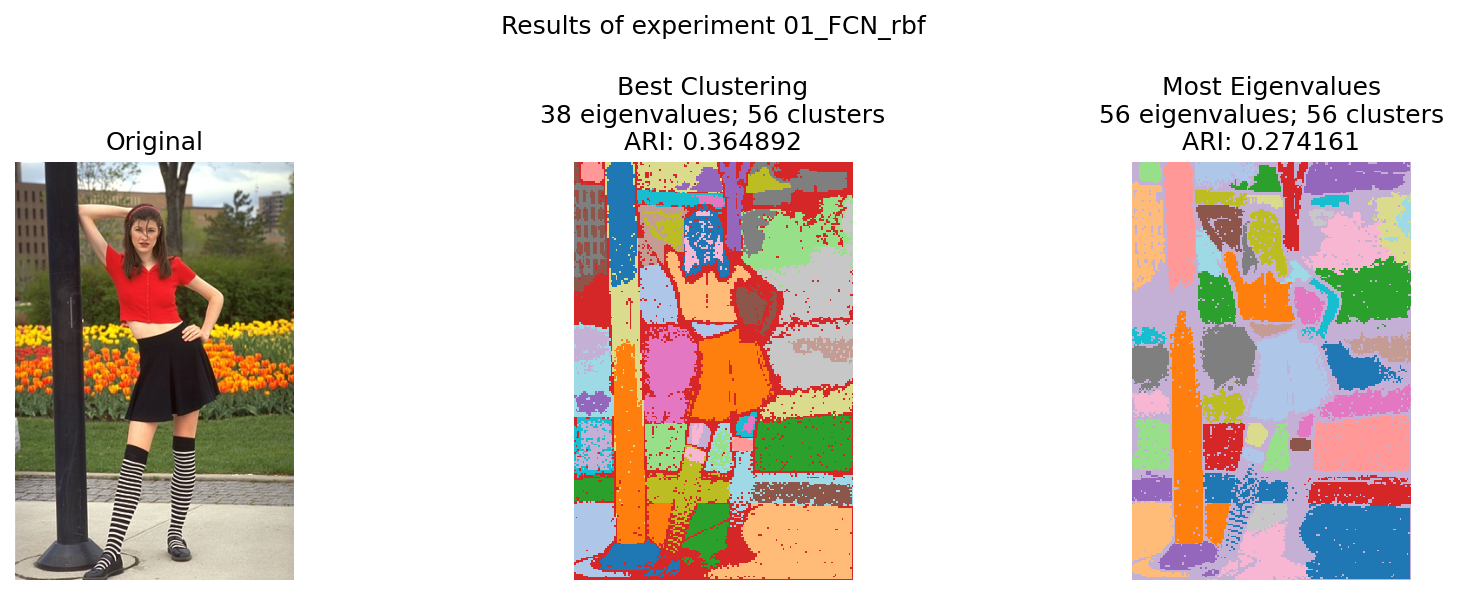 Results of experiment 01_FCN_rbf
Original
Best Clustering
38 eigenvalues; 56 clusters
ARI: 0.364892
Most Eigenvalues
56 eigenvalues; 56 clusters
ARI: 0.274161